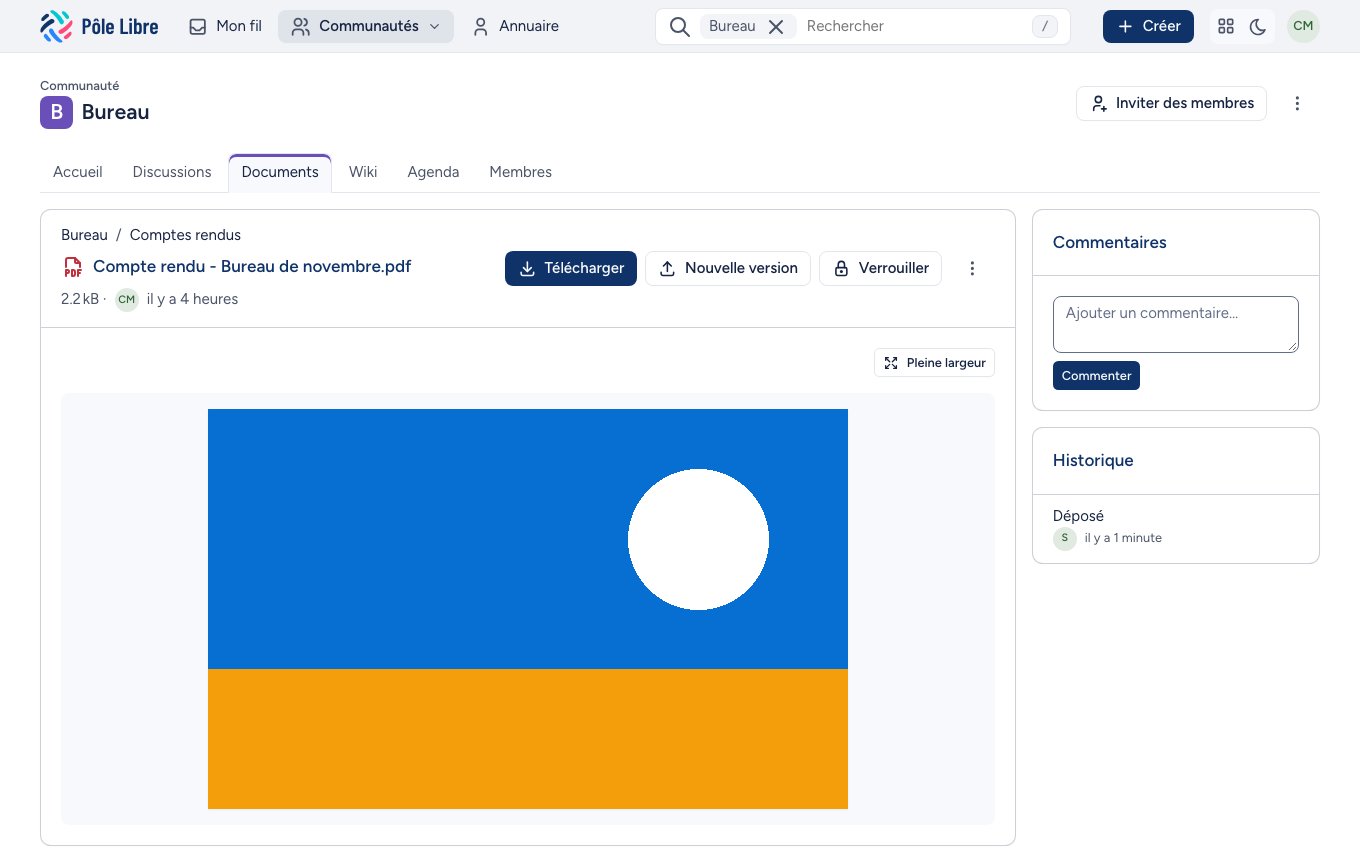 Pôle Libre
Mon fil
Communautés
Annuaire
Bureau
Rechercher
/
Créer
CM
Communauté
B
Bureau
Inviter des membres
Accueil
Discussions
Documents
Wiki
Agenda
Membres
Bureau / Comptes rendus
PDF
Compte rendu - Bureau de novembre.pdf
2.2 kB · CM il y a 4 heures
Télécharger
Nouvelle version
Verrouiller
Pleine largeur
Commentaires
Ajouter un commentaire...
Commenter
Historique
Déposé
S il y a 1 minute